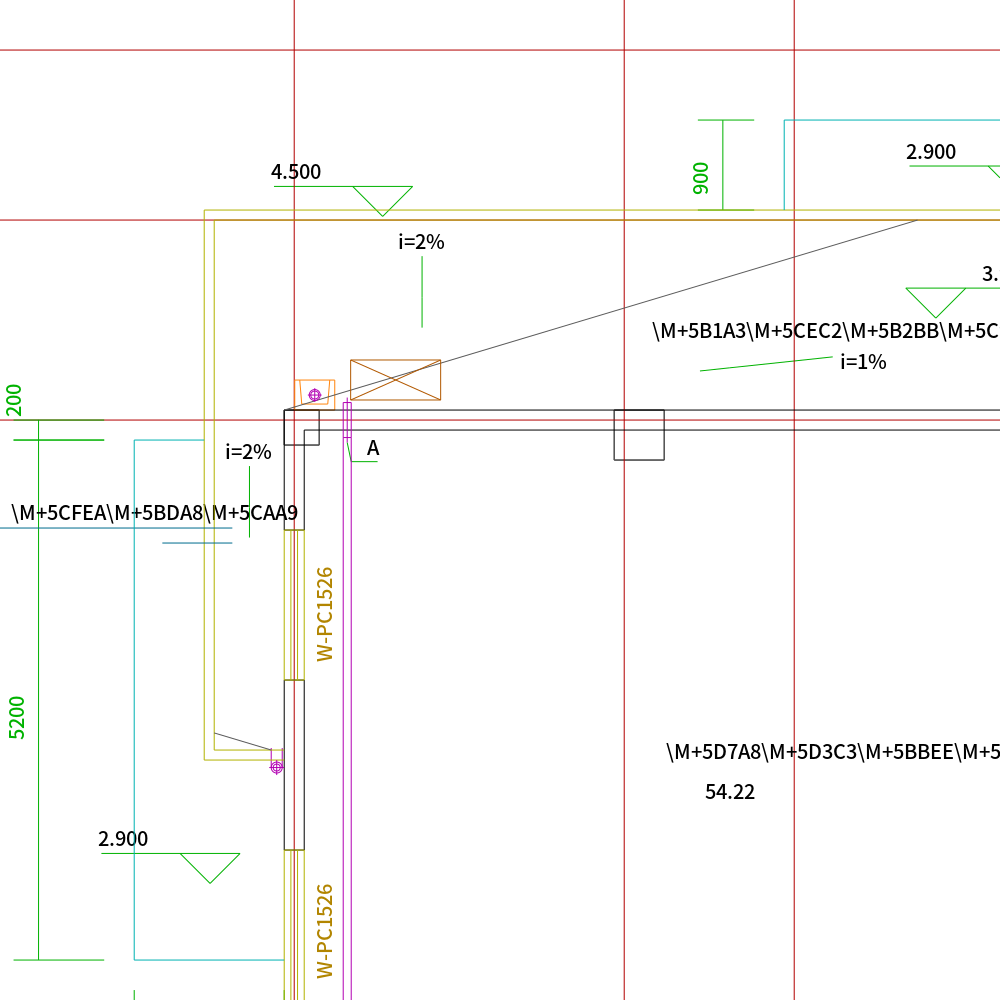 2.900
4.500
900
i=2%
3.
\M+5B1A3\M+5CEC2\M+5B2BB\M+5C
i=1%
200
i=2%
A
\M+5CFEA\M+5BDA8\M+5CAA9
W-PC1526
5200
\M+5D7A8\M+5D3C3\M+5BBEE\M+5
54.22
2.900
W-PC1526